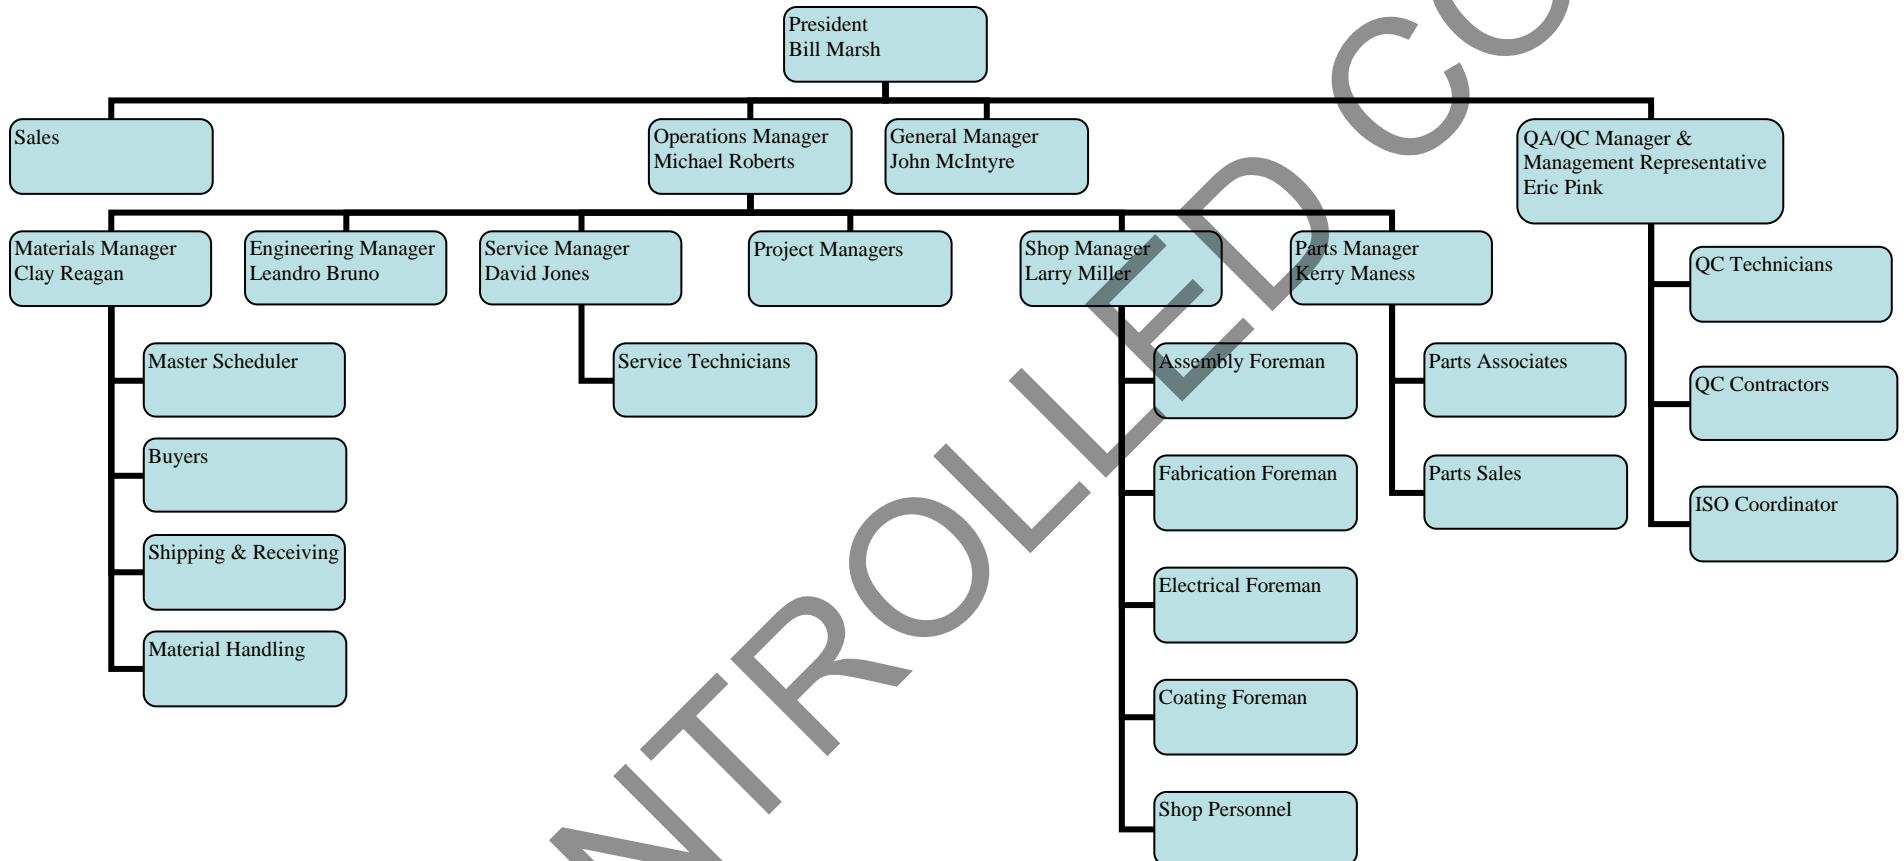 President
Bill Marsh
Sales
Operations Manager
Michael Roberts
General Manager
John McIntyre
QA/QC Manager &
Management Representative
Eric Pink
Materials Manager
Clay Reagan
Engineering Manager
Leandro Bruno
Service Manager
David Jones
Project Managers
Shop Manager
Larry Miller
Parts Manager
Kerry Maness
QC Technicians
QC Contractors
ISO Coordinator
Master Scheduler
Buyers
Shipping & Receiving
Material Handling
Service Technicians
Assembly Foreman
Fabrication Foreman
Electrical Foreman
Coating Foreman
Shop Personnel
Parts Associates
Parts Sales
NTROLLED CO